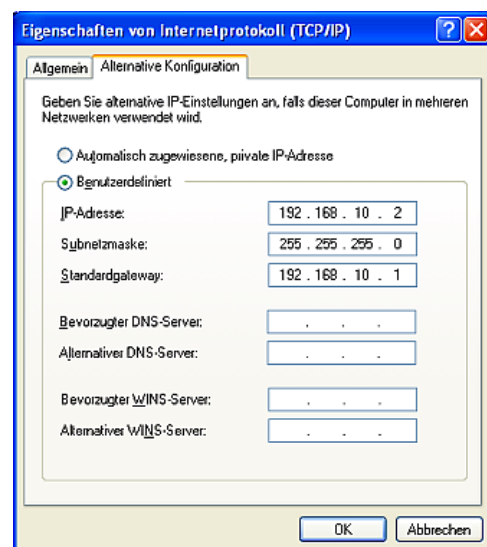 Eigenschaften von Internetprotokoll (TCP/IP)
Allgemein
Alternative Konfiguration
Geben Sie alternative IP-Einstellungen an, falls dieser Computer in mehreren
Netzwerken verwendet wird.
Automatisch zugewiesene, private IP-Adresse
Benutzerdefiniert
IP-Adresse: 192 . 168 . 10 . 2
Subnetzmaske: 255 . 255 . 255 . 0
Standardgateway: 192 . 168 . 10 . 1
Bevorzugter DNS-Server: . . .
Alternativer DNS-Server: . . .
Bevorzugter WINS-Server: . . .
Alternativer WINS-Server: . . .
OK
Abbrechen